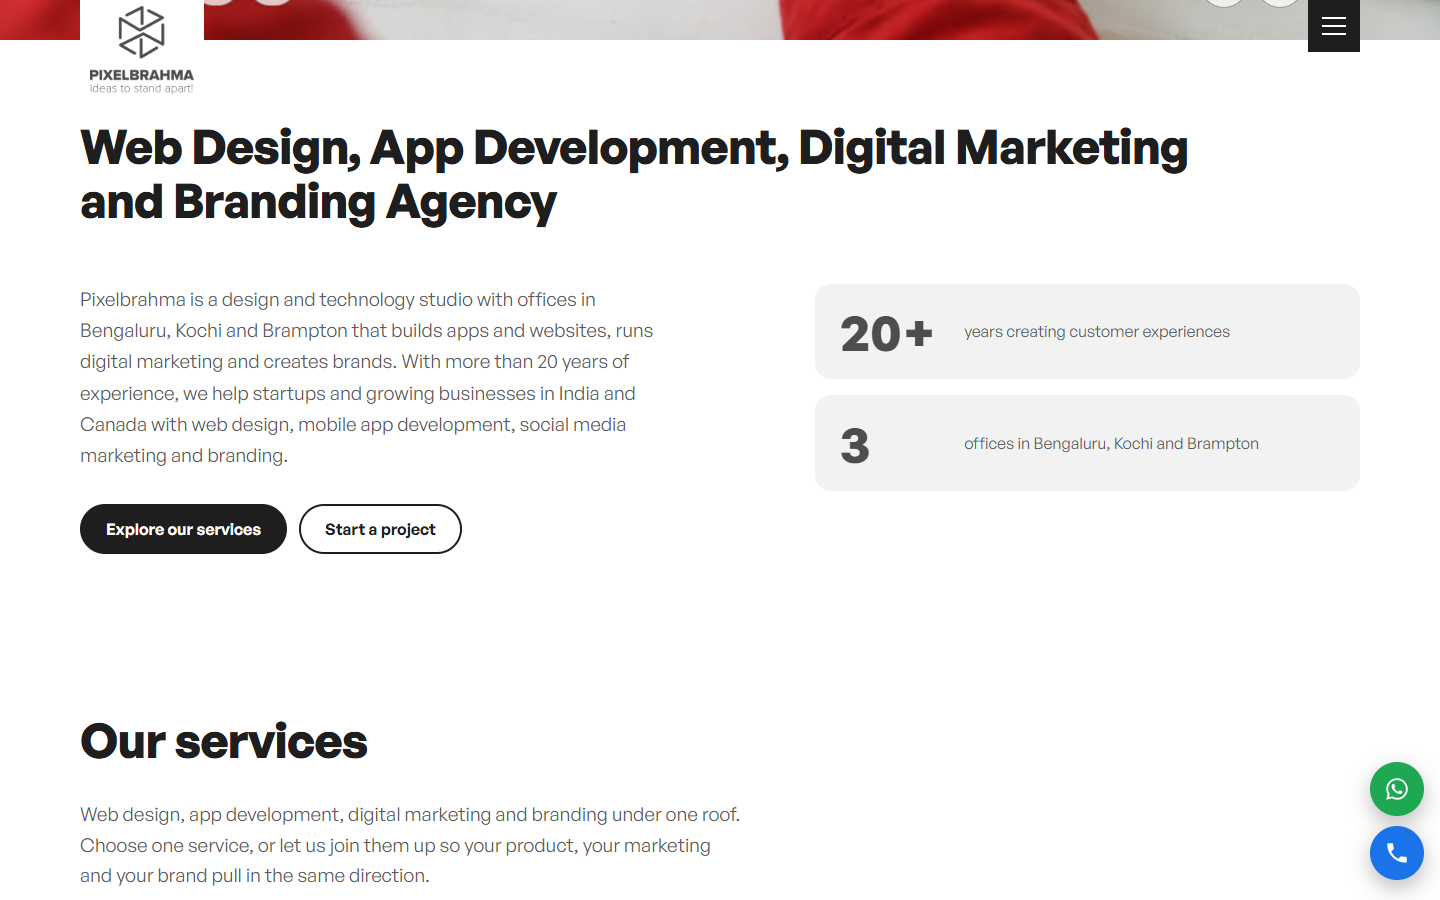 PIXELBRAHMA
Ideas to stand apart!
Web Design, App Development, Digital Marketing
and Branding Agency
Pixelbrahma is a design and technology studio with offices in
Bengaluru, Kochi and Brampton that builds apps and websites, runs
digital marketing and creates brands. With more than 20 years of
experience, we help startups and growing businesses in India and
Canada with web design, mobile app development, social media
marketing and branding.
20+ years creating customer experiences
3 offices in Bengaluru, Kochi and Brampton
Explore our services Start a project
Our services
Web design, app development, digital marketing and branding under one roof.
Choose one service, or let us join them up so your product, your marketing
and your brand pull in the same direction.